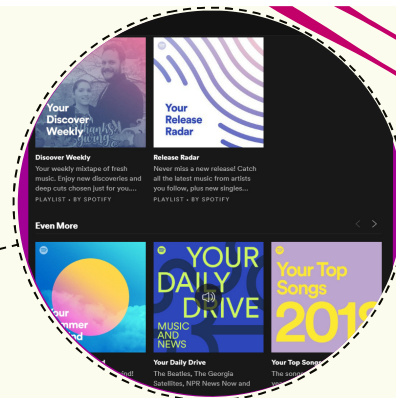 Your
Discover
Weekly
Thanksgiving
Your
Release
Radar
Discover Weekly
Your weekly mixtape of fresh
music. Enjoy new discoveries and
deep cuts chosen just for you....
PLAYLIST • BY SPOTIFY
Release Radar
Never miss a new release! Catch
all the latest music from artists
you follow, plus new singles...
PLAYLIST • BY SPOTIFY
Even More
YOUR
DAILY
DRIVE
MUSIC
AND
NEWS
Your Top
Songs
Your Daily Drive
The Beatles, The Georgia
Satellites, NPR News Now and
Your Top Songs
The songs